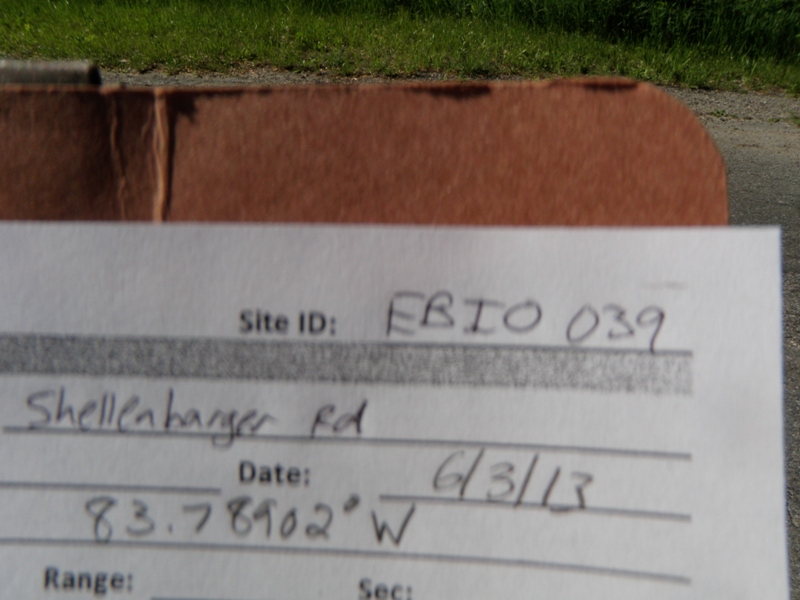 Site ID: EBIO 039
Shellenbarger Rd
Date: 6/3/13
83.78902° W
Range: Sec: